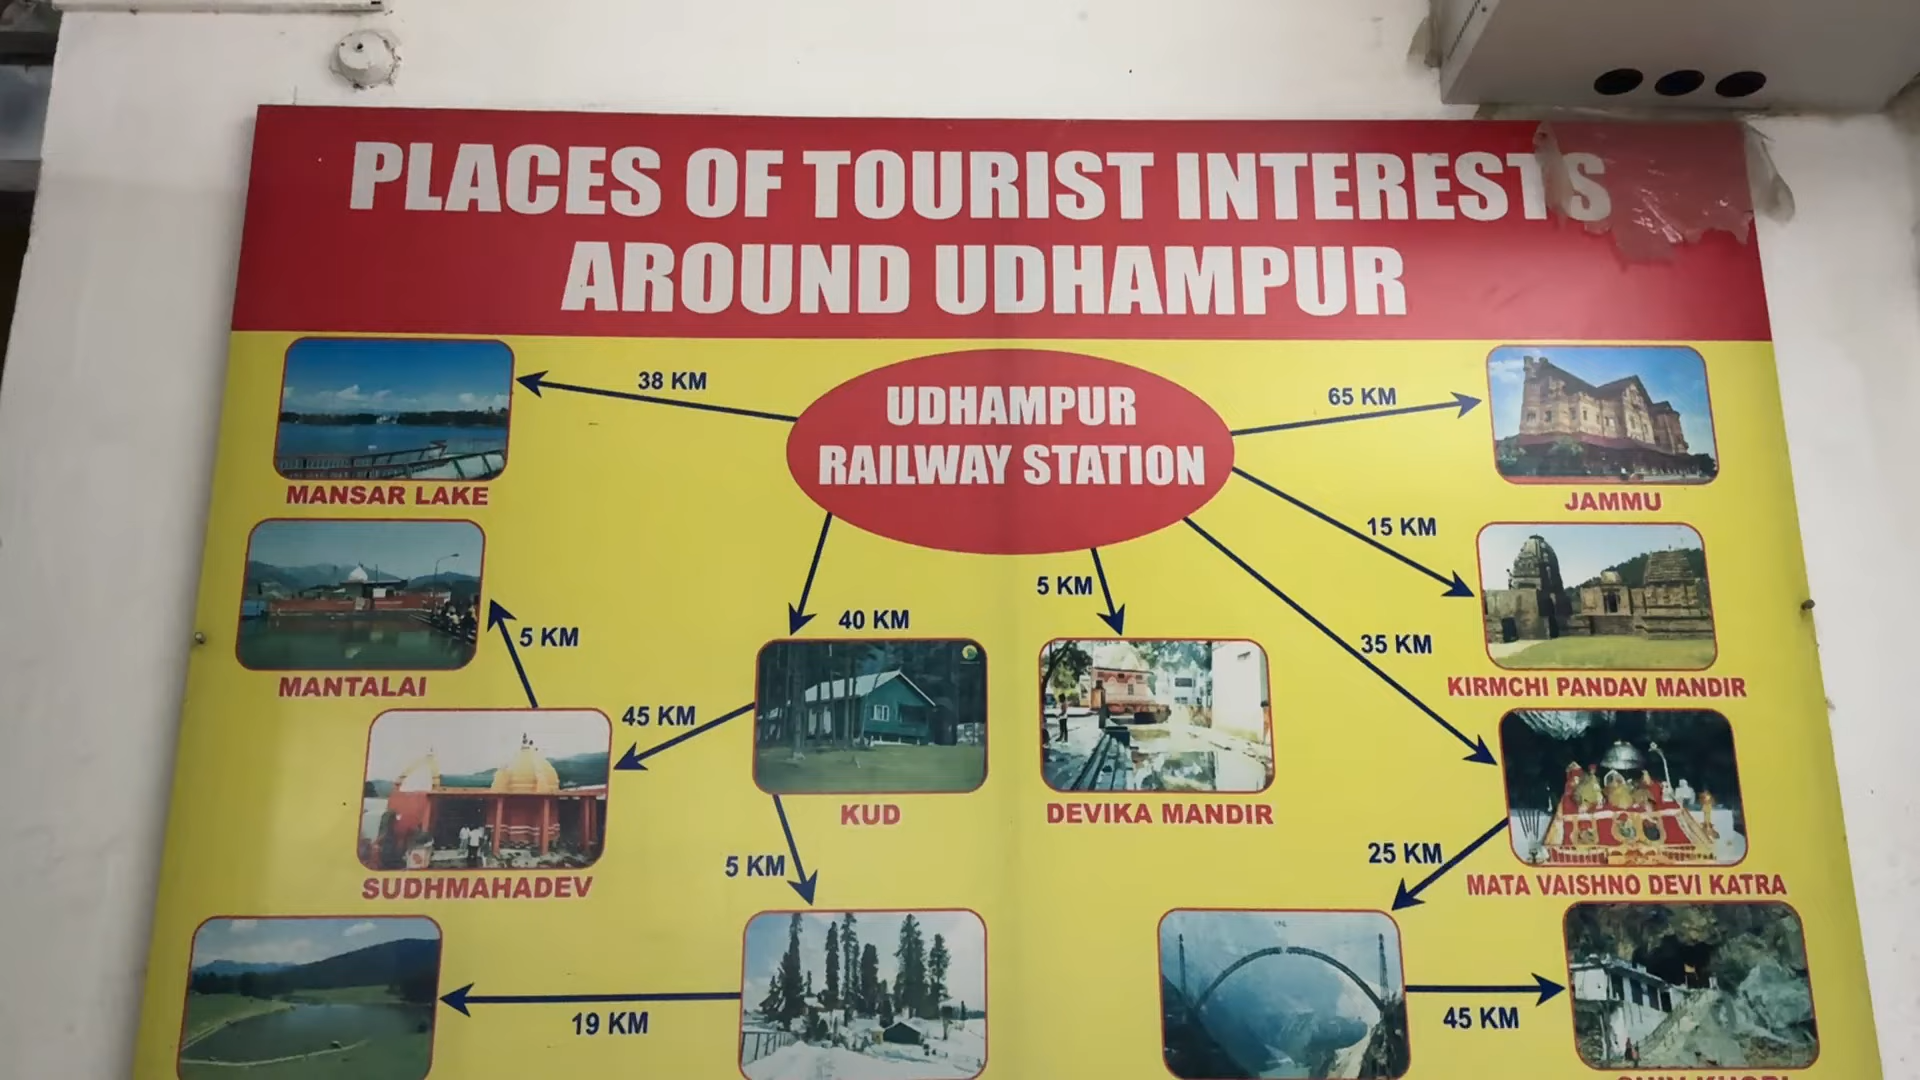 PLACES OF TOURIST INTERESTS
AROUND UDHAMPUR
UDHAMPUR
RAILWAY STATION
38 KM
65 KM
MANSAR LAKE
JAMMU
15 KM
5 KM
40 KM
5 KM
35 KM
MANTALAI
KIRMCHI PANDAV MANDIR
45 KM
KUD
DEVIKA MANDIR
5 KM
25 KM
SUDHMAHADEV
MATA VAISHNO DEVI KATRA
19 KM
45 KM